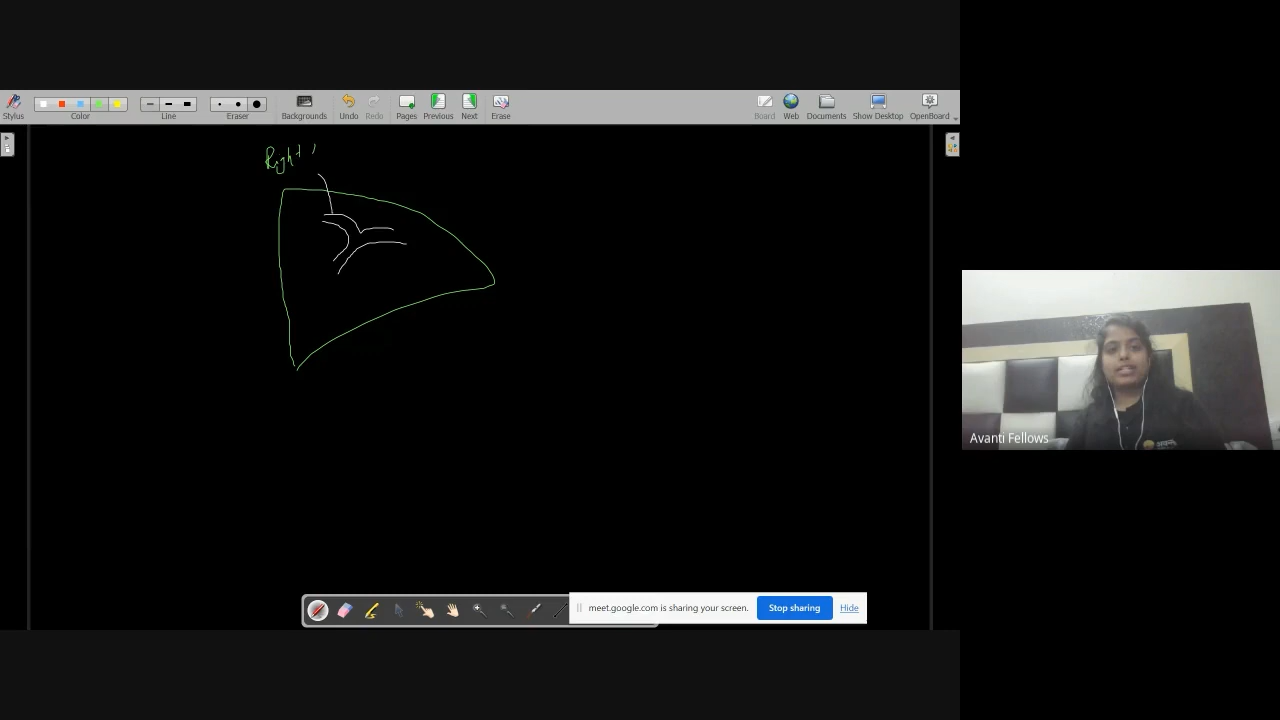 Stylus
Color
Line
Eraser
Backgrounds
Undo
Redo
Pages
Previous
Next
Erase
Board
Web
Documents
Show Desktop
OpenBoard
Right
Avanti Fellows
meet.google.com is sharing your screen.
Stop sharing
Hide